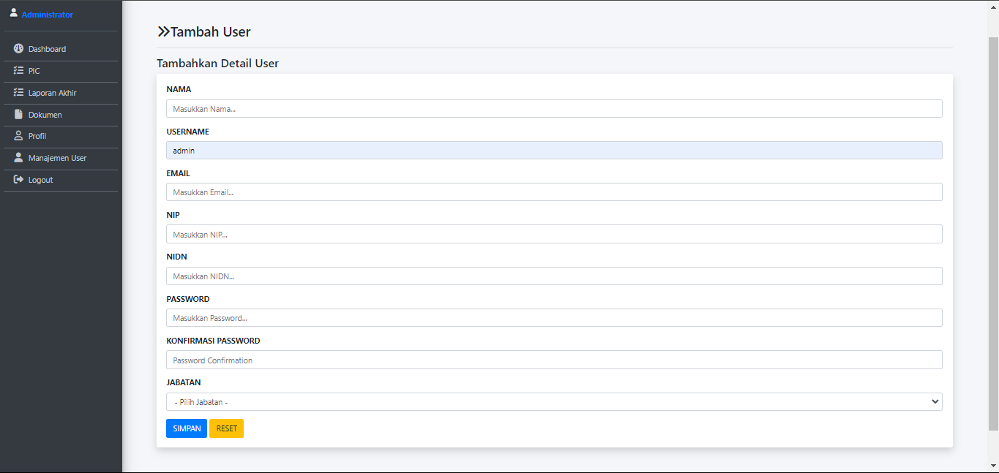 Administrator
Dashboard
PIC
Laporan Akhir
Dokumen
Profil
Manajemen User
Logout
Tambah User
Tambahkan Detail User
NAMA
Masukkan Nama...
USERNAME
admin
EMAIL
Masukkan Email...
NIP
Masukkan NIP...
NIDN
Masukkan NIDN...
PASSWORD
Masukkan Password...
KONFIRMASI PASSWORD
Password Confirmation
JABATAN
- Pilih Jabatan -
SIMPAN RESET